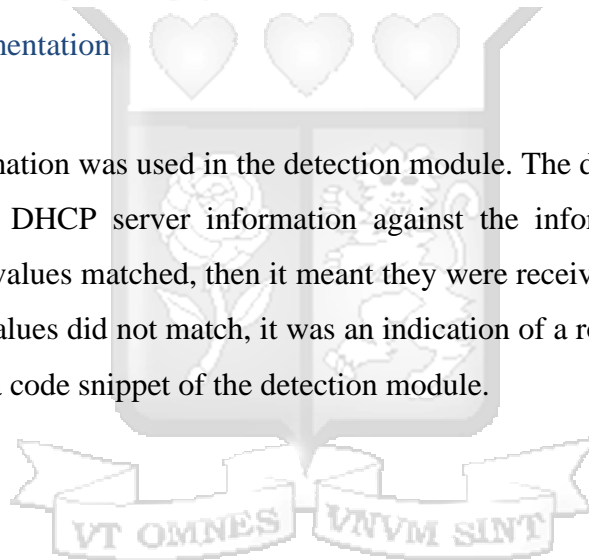 mentation
mation was used in the detection module. The d
DHCP server information against the infor
values matched, then it meant they were receiv
alues did not match, it was an indication of a r
a code snippet of the detection module.
VT OMNES VNVM SINT